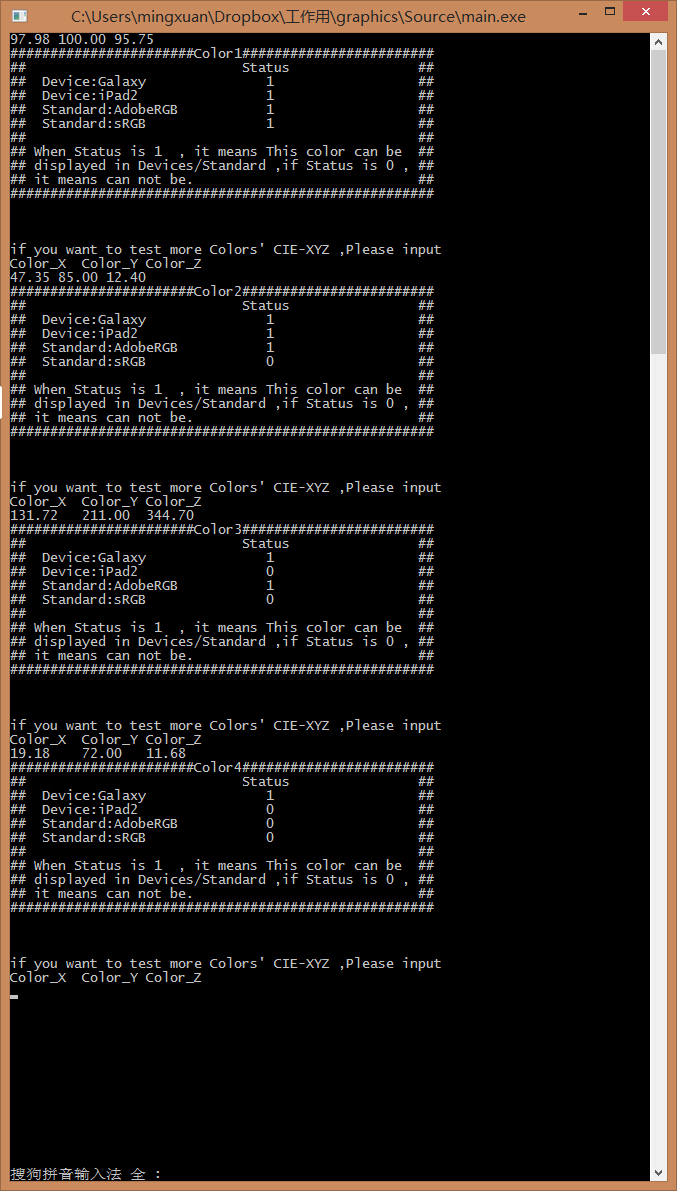 C:\Users\mingxuan\Dropbox\工作用\graphics\Source\main.exe
97.98 100.00 95.75
#######################Color1########################
##                           Status                ##
##  Device:Galaxy               1                  ##
##  Device:iPad2                1                  ##
##  Standard:AdobeRGB           1                  ##
##  Standard:sRGB               1                  ##
##                                                 ##
## When Status is 1  , it means This color can be  ##
## displayed in Devices/Standard ,if Status is 0 , ##
## it means can not be.                            ##
#####################################################
if you want to test more Colors' CIE-XYZ ,Please input
Color_X  Color_Y Color_Z
47.35 85.00 12.40
#######################Color2########################
##                           Status                ##
##  Device:Galaxy               1                  ##
##  Device:iPad2                1                  ##
##  Standard:AdobeRGB           1                  ##
##  Standard:sRGB               0                  ##
##                                                 ##
## When Status is 1  , it means This color can be  ##
## displayed in Devices/Standard ,if Status is 0 , ##
## it means can not be.                            ##
#####################################################
if you want to test more Colors' CIE-XYZ ,Please input
Color_X  Color_Y Color_Z
131.72   211.00  344.70
#######################Color3########################
##                           Status                ##
##  Device:Galaxy               1                  ##
##  Device:iPad2                0                  ##
##  Standard:AdobeRGB           1                  ##
##  Standard:sRGB               0                  ##
##                                                 ##
## When Status is 1  , it means This color can be  ##
## displayed in Devices/Standard ,if Status is 0 , ##
## it means can not be.                            ##
#####################################################
if you want to test more Colors' CIE-XYZ ,Please input
Color_X  Color_Y Color_Z
19.18    72.00   11.68
#######################Color4########################
##                           Status                ##
##  Device:Galaxy               1                  ##
##  Device:iPad2                0                  ##
##  Standard:AdobeRGB           0                  ##
##  Standard:sRGB               0                  ##
##                                                 ##
## When Status is 1  , it means This color can be  ##
## displayed in Devices/Standard ,if Status is 0 , ##
## it means can not be.                            ##
#####################################################
if you want to test more Colors' CIE-XYZ ,Please input
Color_X  Color_Y Color_Z
搜狗拼音输入法 全 :